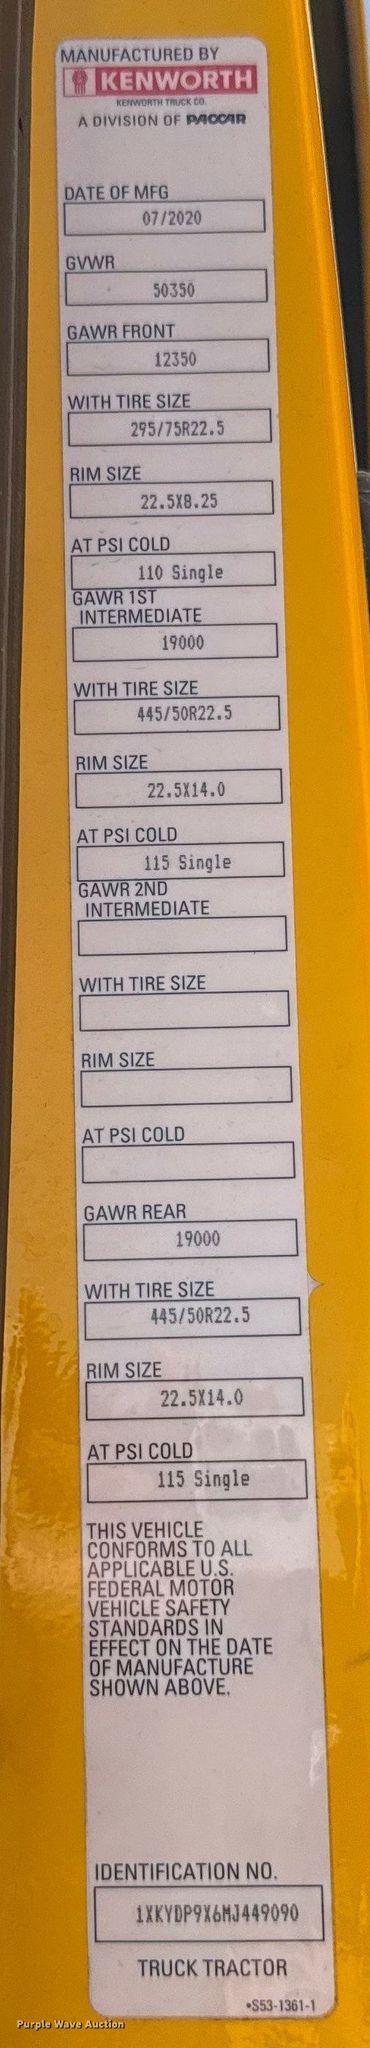 MANUFACTURED BY
KENWORTH
KENWORTH TRUCK CO.
A DIVISION OF PACCAR
DATE OF MFG
07/2020
GVWR
50350
GAWR FRONT
12350
WITH TIRE SIZE
295/75R22.5
RIM SIZE
22.5X8.25
AT PSI COLD
110 Single
GAWR 1ST
INTERMEDIATE
19000
WITH TIRE SIZE
445/50R22.5
RIM SIZE
22.5X14.0
AT PSI COLD
115 Single
GAWR 2ND
INTERMEDIATE
WITH TIRE SIZE
RIM SIZE
AT PSI COLD
GAWR REAR
19000
WITH TIRE SIZE
445/50R22.5
RIM SIZE
22.5X14.0
AT PSI COLD
115 Single
THIS VEHICLE
CONFORMS TO ALL
APPLICABLE U.S.
FEDERAL MOTOR
VEHICLE SAFETY
STANDARDS IN
EFFECT ON THE DATE
OF MANUFACTURE
SHOWN ABOVE.
IDENTIFICATION NO.
1XKYDP9X6MJ449090
TRUCK TRACTOR
•S53-1361-1
Purple Wave Auction